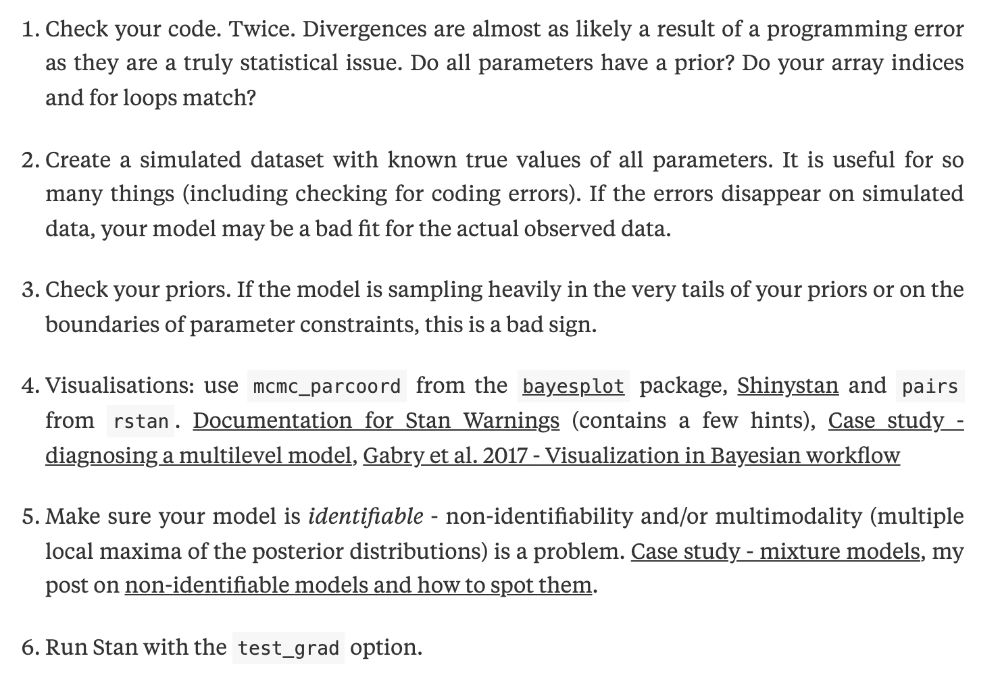 1. Check your code. Twice. Divergences are almost as likely a result of a programming error
as they are a truly statistical issue. Do all parameters have a prior? Do your array indices
and for loops match?
2. Create a simulated dataset with known true values of all parameters. It is useful for so
many things (including checking for coding errors). If the errors disappear on simulated
data, your model may be a bad fit for the actual observed data.
3. Check your priors. If the model is sampling heavily in the very tails of your priors or on the
boundaries of parameter constraints, this is a bad sign.
4. Visualisations: use mcmc_parcoord from the bayesplot package, Shinystan and pairs
from rstan. Documentation for Stan Warnings (contains a few hints), Case study -
diagnosing a multilevel model, Gabry et al. 2017 - Visualization in Bayesian workflow
5. Make sure your model is identifiable - non-identifiability and/or multimodality (multiple
local maxima of the posterior distributions) is a problem. Case study - mixture models, my
post on non-identifiable models and how to spot them.
6. Run Stan with the test_grad option.